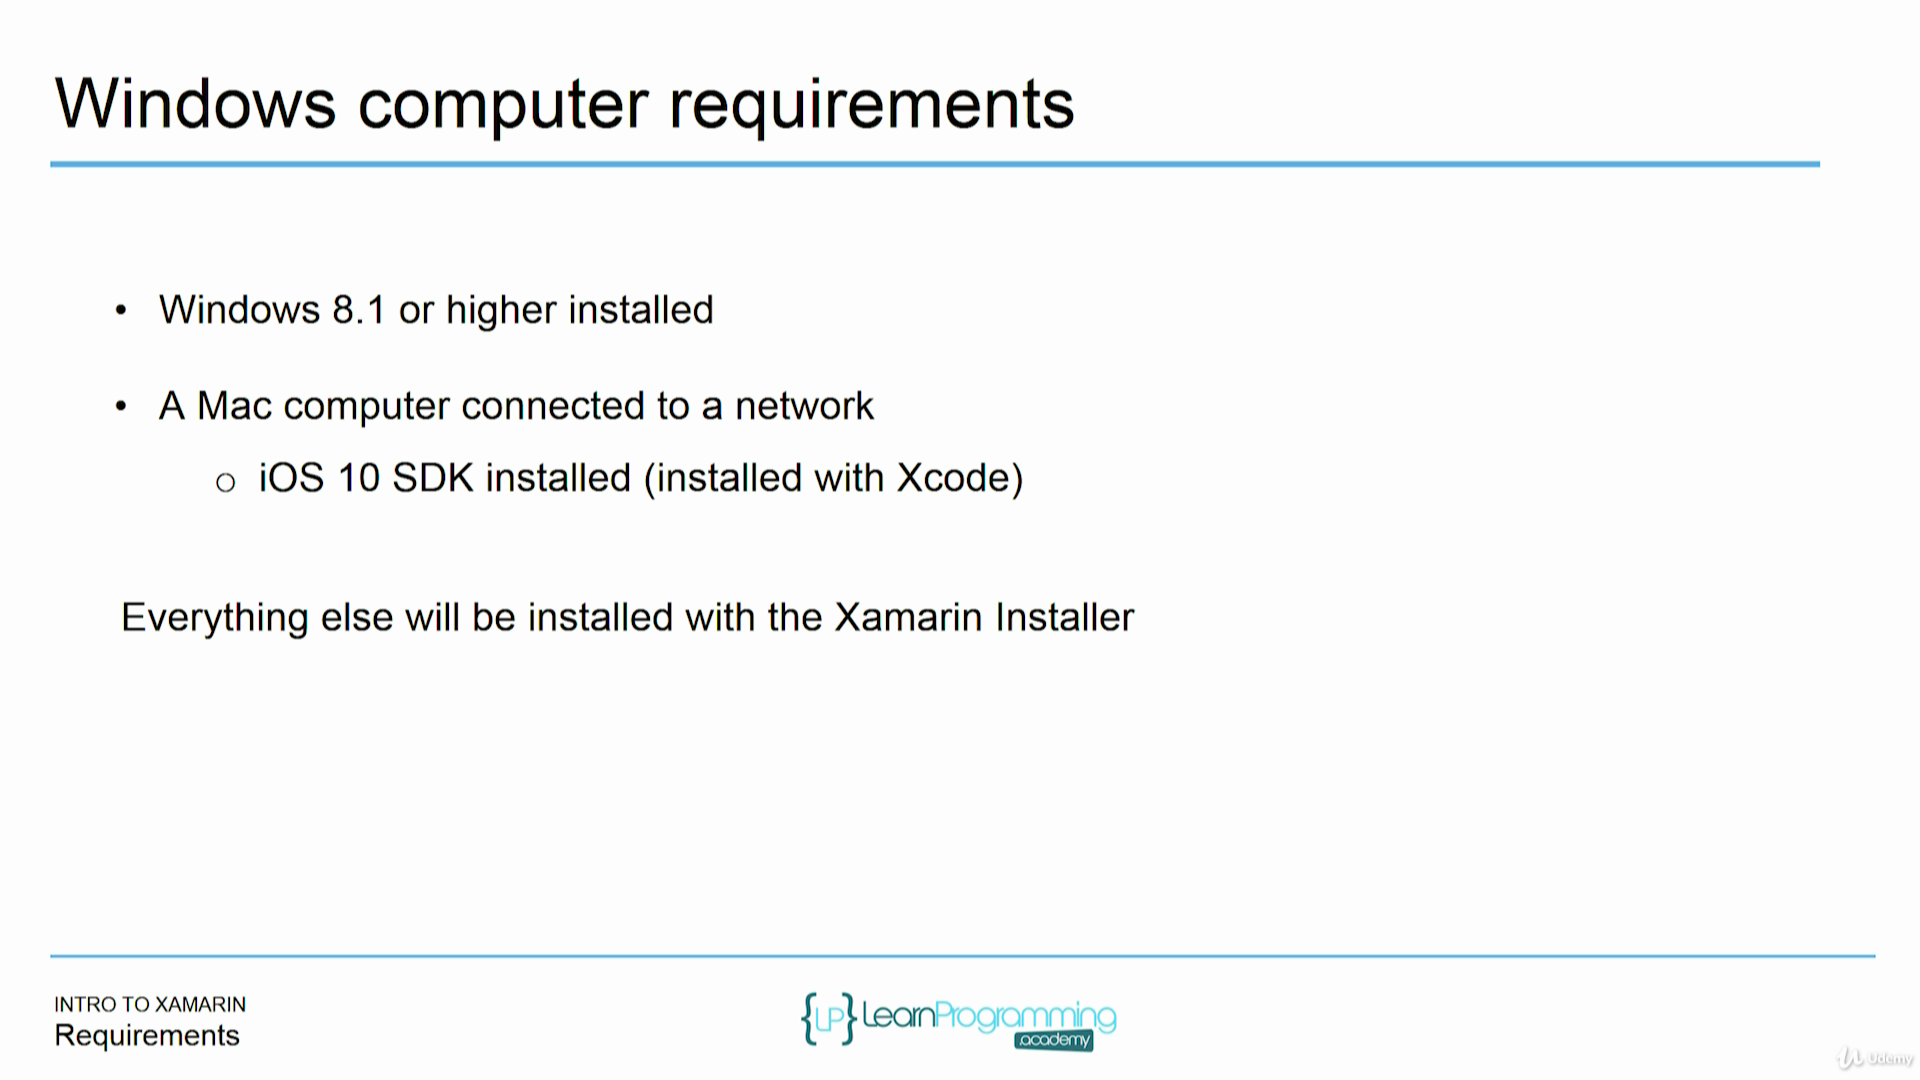 Windows computer requirements
• Windows 8.1 or higher installed
• A Mac computer connected to a network
o iOS 10 SDK installed (installed with Xcode)
Everything else will be installed with the Xamarin Installer
INTRO TO XAMARIN
Requirements
{LP} LearnProgramming
academy
Udemy